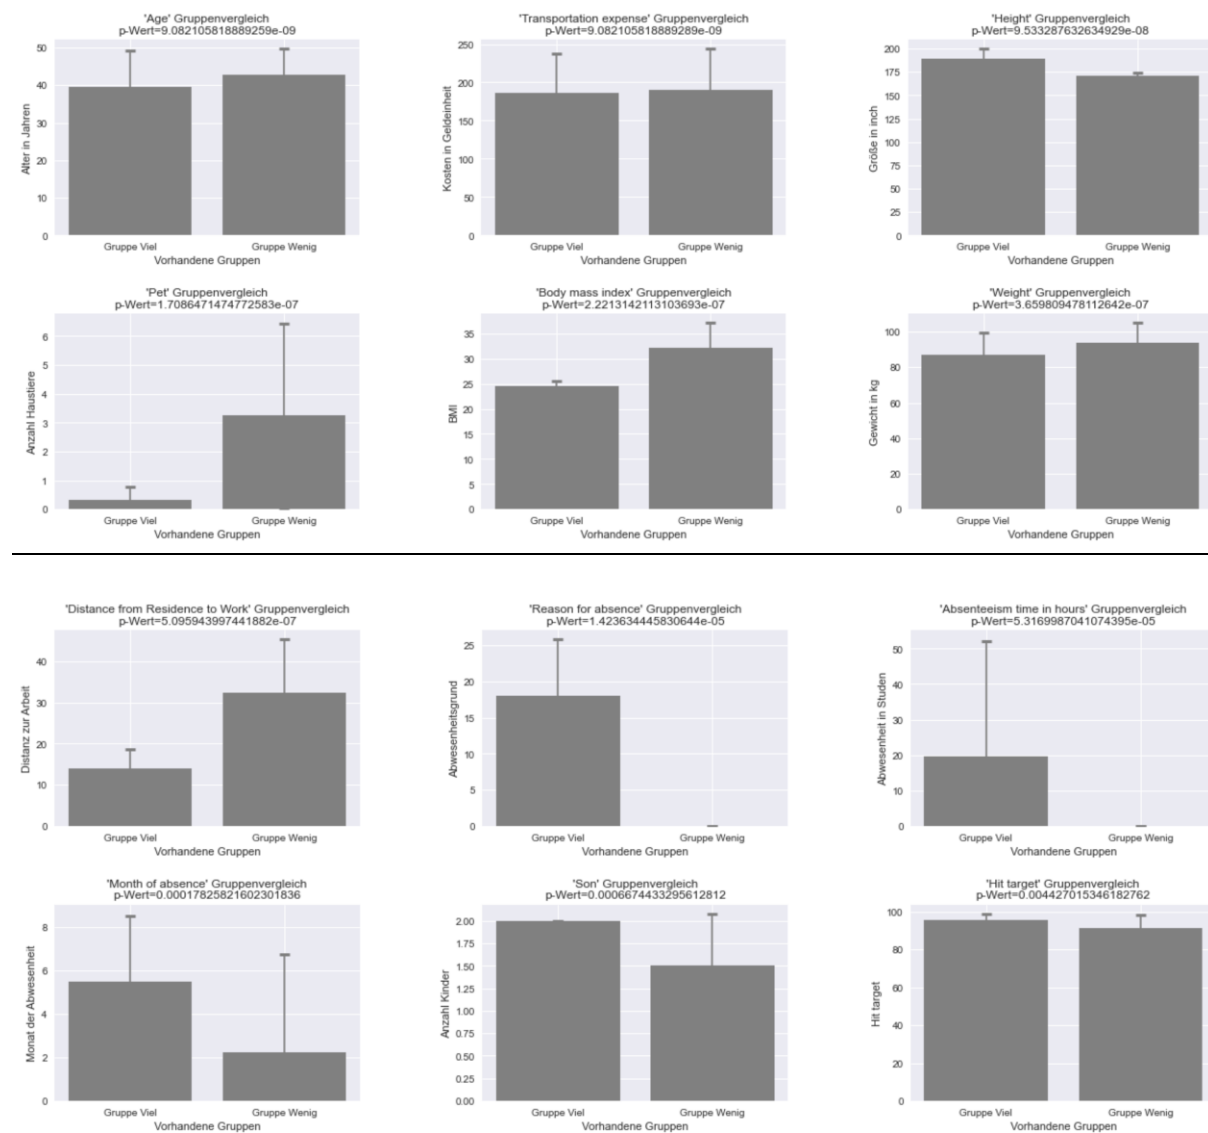 'Age' Gruppenvergleich
p-Wert=9.082105818889259e-09
Alter in Jahren
50
40
30
20
10
0
Gruppe Viel Gruppe Wenig
Vorhandene Gruppen
'Transportation expense' Gruppenvergleich
p-Wert=9.082105818889289e-09
Kosten in Geldeinheit
250
200
150
100
50
0
Gruppe Viel Gruppe Wenig
Vorhandene Gruppen
'Height' Gruppenvergleich
p-Wert=9.533287632634929e-08
Größe in inch
200
175
150
125
100
75
50
25
0
Gruppe Viel Gruppe Wenig
Vorhandene Gruppen
'Pet' Gruppenvergleich
p-Wert=1.7086471474772583e-07
Anzahl Haustiere
6
5
4
3
2
1
0
Gruppe Viel Gruppe Wenig
Vorhandene Gruppen
'Body mass index' Gruppenvergleich
p-Wert=2.2213142113103693e-07
BMI
35
30
25
20
15
10
5
0
Gruppe Viel Gruppe Wenig
Vorhandene Gruppen
'Weight' Gruppenvergleich
p-Wert=3.659809478112642e-07
Gewicht in kg
100
80
60
40
20
0
Gruppe Viel Gruppe Wenig
Vorhandene Gruppen
'Distance from Residence to Work' Gruppenvergleich
p-Wert=5.095943997441882e-07
Distanz zur Arbeit
40
30
20
10
0
Gruppe Viel Gruppe Wenig
Vorhandene Gruppen
'Reason for absence' Gruppenvergleich
p-Wert=1.423634445830644e-05
Abwesenheitsgrund
25
20
15
10
5
0
Gruppe Viel Gruppe Wenig
Vorhandene Gruppen
'Absenteeism time in hours' Gruppenvergleich
p-Wert=5.3169987041074395e-05
Abwesenheit in Studen
50
40
30
20
10
0
Gruppe Viel Gruppe Wenig
Vorhandene Gruppen
'Month of absence' Gruppenvergleich
p-Wert=0.00017825821602301836
Monat der Abwesenheit
8
6
4
2
0
Gruppe Viel Gruppe Wenig
Vorhandene Gruppen
'Son' Gruppenvergleich
p-Wert=0.0006674433295612812
Anzahl Kinder
2.00
1.75
1.50
1.25
1.00
0.75
0.50
0.25
0.00
Gruppe Viel Gruppe Wenig
Vorhandene Gruppen
'Hit target' Gruppenvergleich
p-Wert=0.004427015346182762
Hit target
100
80
60
40
20
0
Gruppe Viel Gruppe Wenig
Vorhandene Gruppen